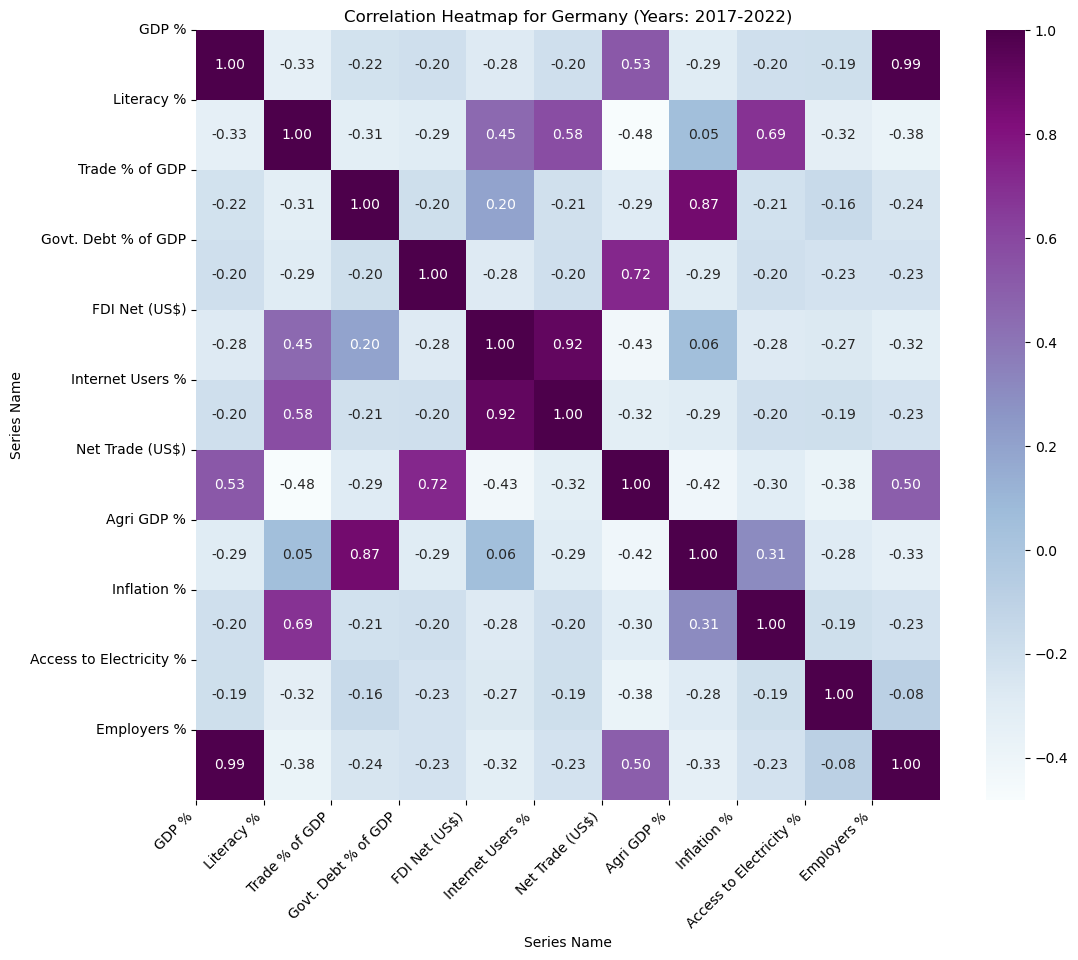 Correlation Heatmap for Germany (Years: 2017-2022)
GDP %
1.00 -0.33 -0.22 -0.20 -0.28 -0.20 0.53 -0.29 -0.20 -0.19 0.99
Literacy %
-0.33 1.00 -0.31 -0.29 0.45 0.58 -0.48 0.05 0.69 -0.32 -0.38
Trade % of GDP
-0.22 -0.31 1.00 -0.20 0.20 -0.21 -0.29 0.87 -0.21 -0.16 -0.24
Govt. Debt % of GDP
-0.20 -0.29 -0.20 1.00 -0.28 -0.20 0.72 -0.29 -0.20 -0.23 -0.23
FDI Net (US$)
-0.28 0.45 0.20 -0.28 1.00 0.92 -0.43 0.06 -0.28 -0.27 -0.32
Internet Users %
-0.20 0.58 -0.21 -0.20 0.92 1.00 -0.32 -0.29 -0.20 -0.19 -0.23
Net Trade (US$)
0.53 -0.48 -0.29 0.72 -0.43 -0.32 1.00 -0.42 -0.30 -0.38 0.50
Agri GDP %
-0.29 0.05 0.87 -0.29 0.06 -0.29 -0.42 1.00 0.31 -0.28 -0.33
Inflation %
-0.20 0.69 -0.21 -0.20 -0.28 -0.20 -0.30 0.31 1.00 -0.19 -0.23
Access to Electricity %
-0.19 -0.32 -0.16 -0.23 -0.27 -0.19 -0.38 -0.28 -0.19 1.00 -0.08
Employers %
0.99 -0.38 -0.24 -0.23 -0.32 -0.23 0.50 -0.33 -0.23 -0.08 1.00
Series Name
GDP %
Literacy %
Trade % of GDP
Govt. Debt % of GDP
FDI Net (US$)
Internet Users %
Net Trade (US$)
Agri GDP %
Inflation %
Access to Electricity %
Employers %
Series Name
1.0
0.8
0.6
0.4
0.2
0.0
−0.2
−0.4